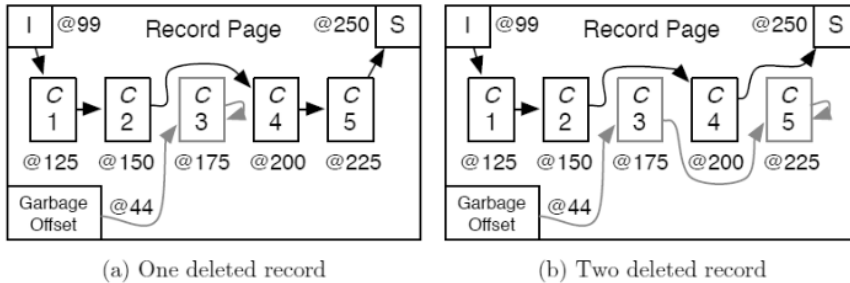 I @99 Record Page @250 S
C 1 C 2 C 3 C 4 C 5
@125 @150 @175 @200 @225
Garbage Offset @44
(a) One deleted record
I @99 Record Page @250 S
C 1 C 2 C 3 C 4 C 5
@125 @150 @175 @200 @225
Garbage Offset @44
(b) Two deleted record